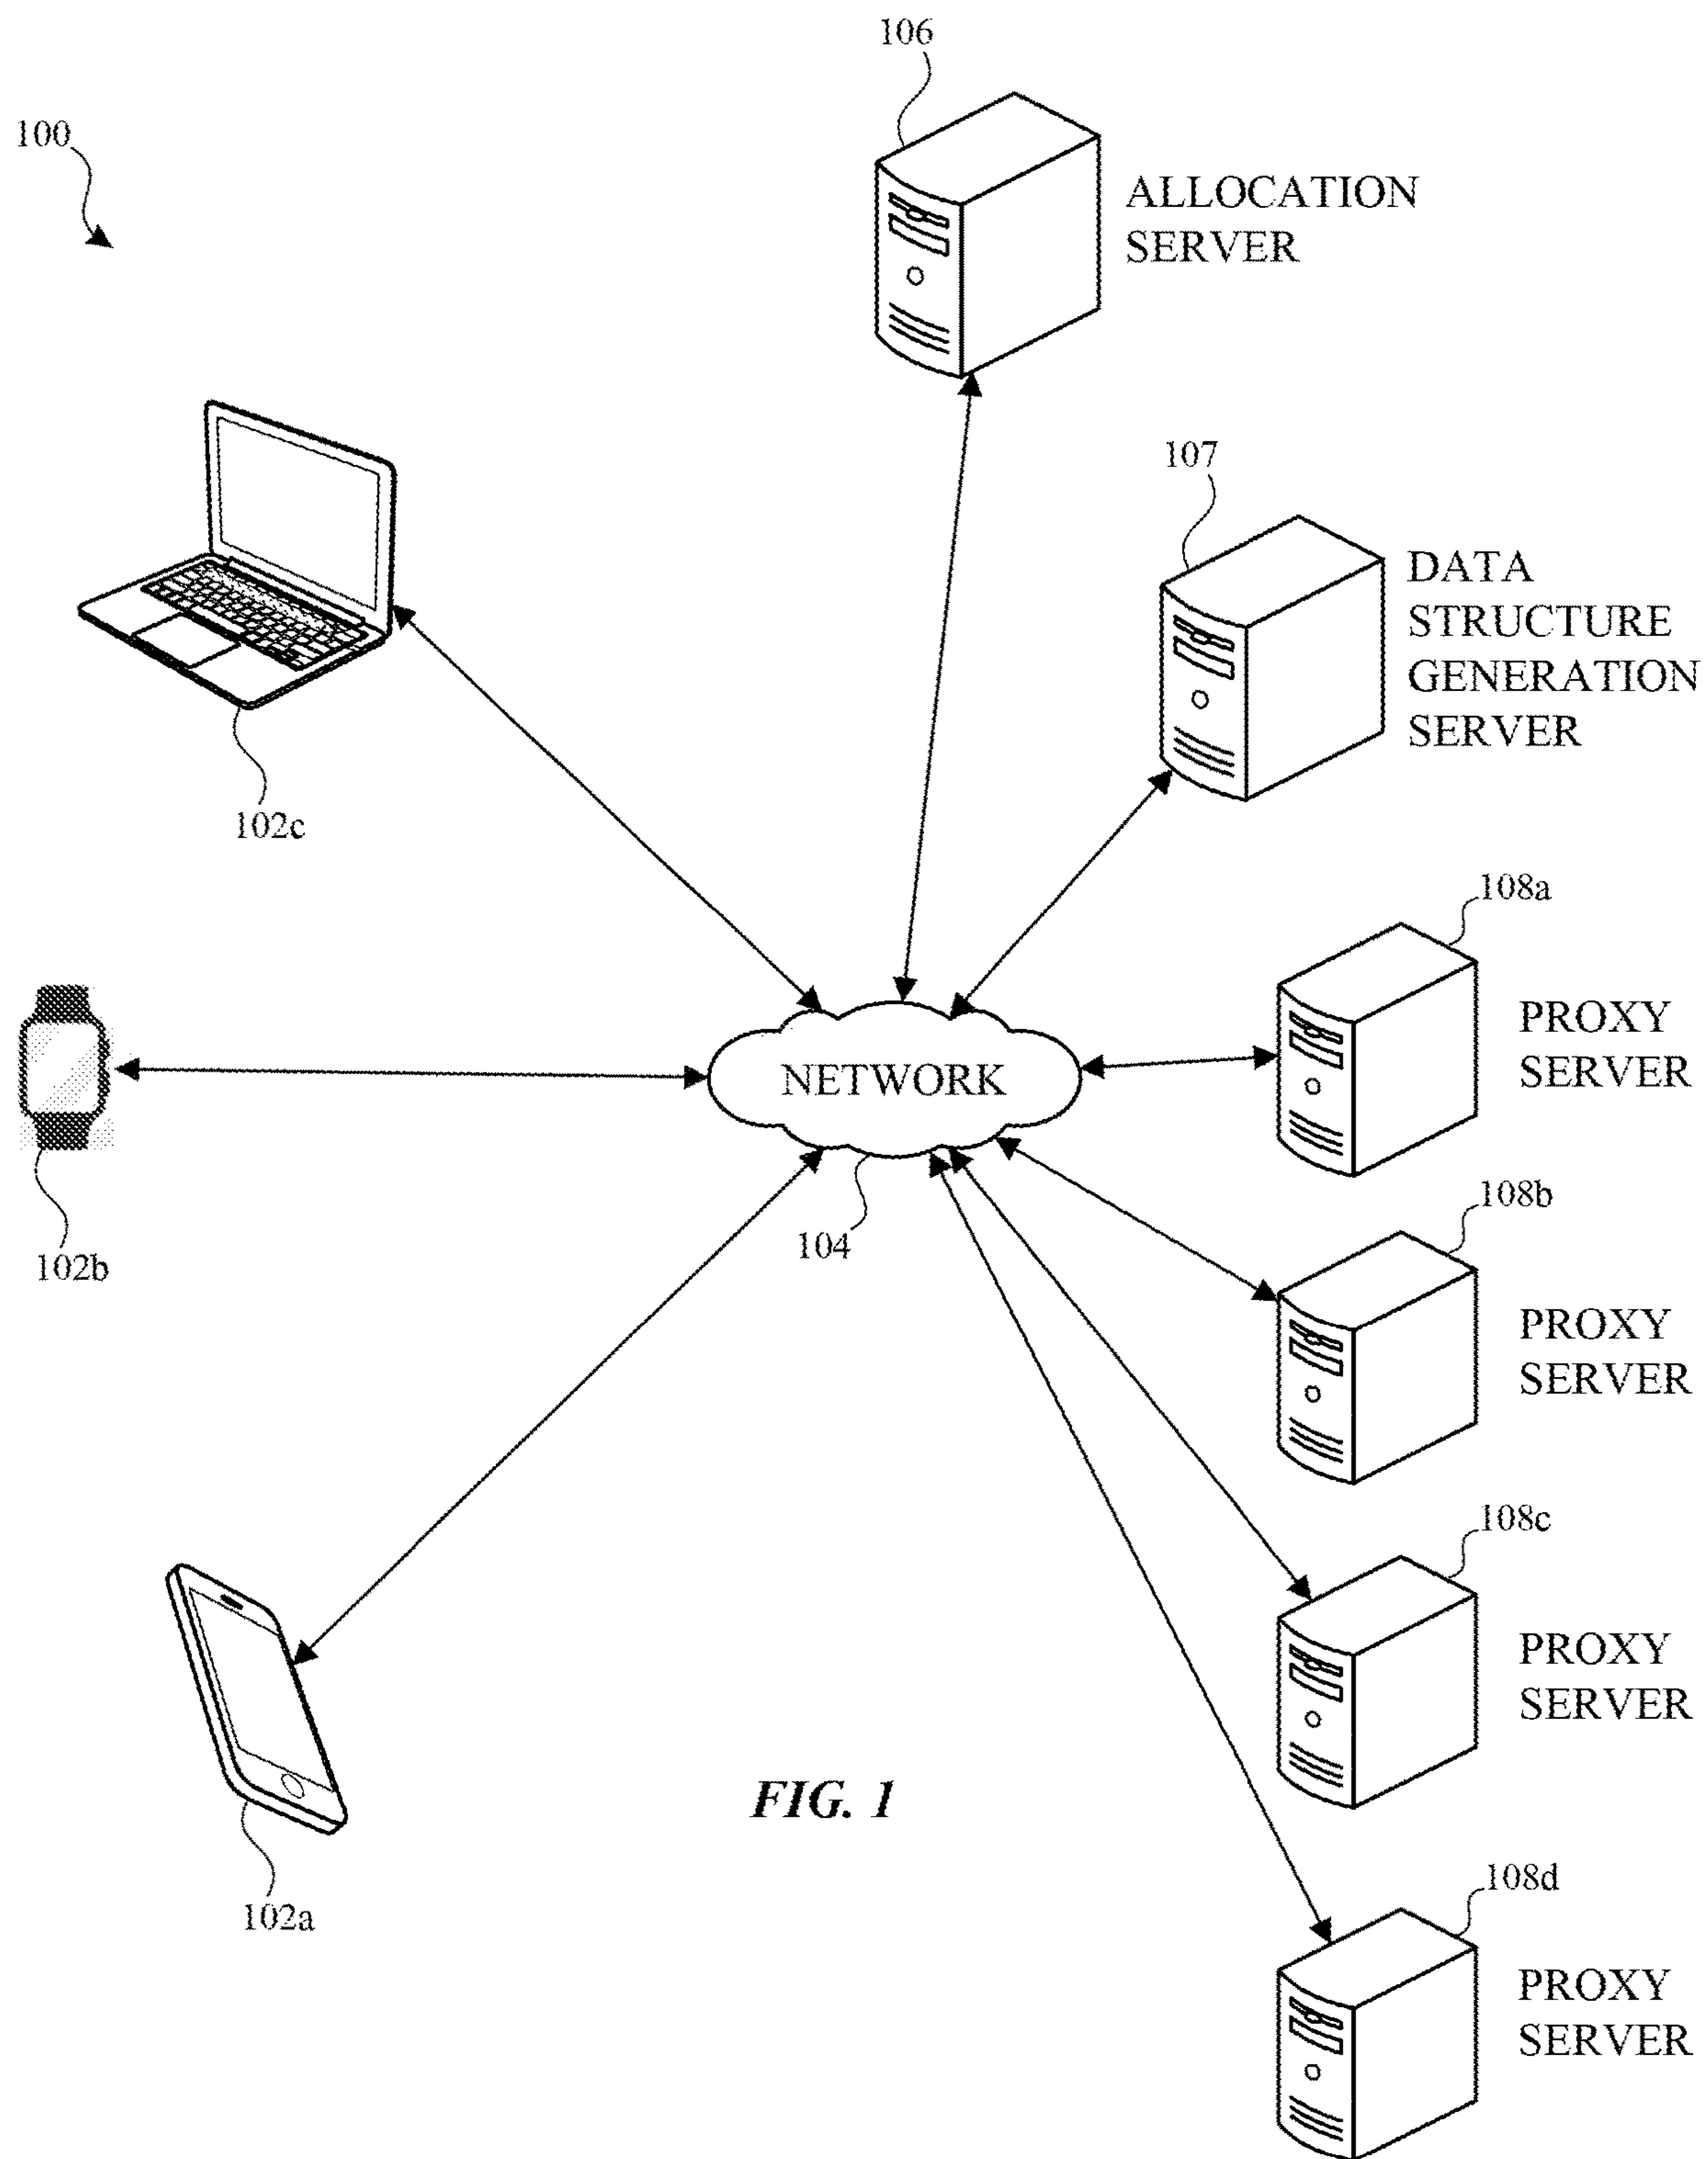 106
100
ALLOCATION
SERVER
107
DATA
STRUCTURE
GENERATION
SERVER
102c
108a
PROXY
SERVER
NETWORK
108b
104
102b
PROXY
SERVER
108c
PROXY
SERVER
FIG. 1
108d
102a
PROXY
SERVER